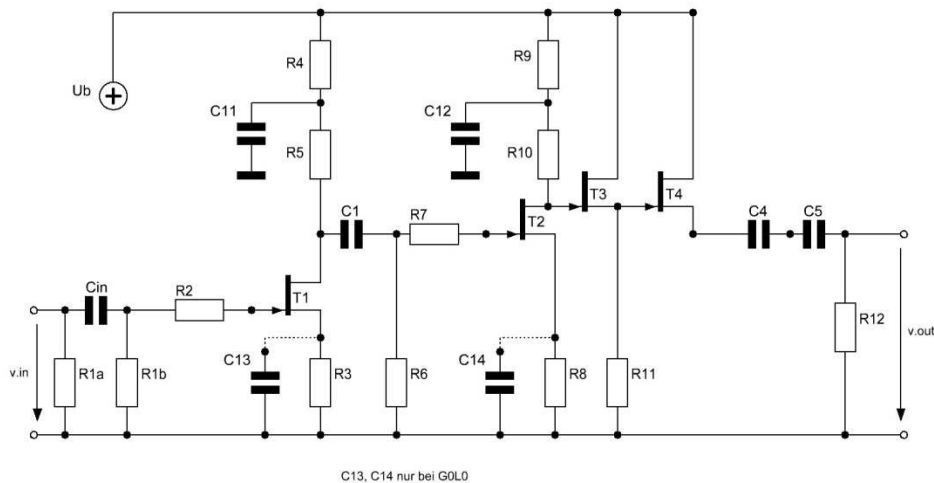 R4
R9
Ub
C11
C12
R5
R10
T3
T4
C1
R7
T2
C4
C5
Cin
R2
T1
R12
v.out
C13
C14
v.in
R1a
R1b
R3
R6
R8
R11
C13, C14 nur bei G0L0